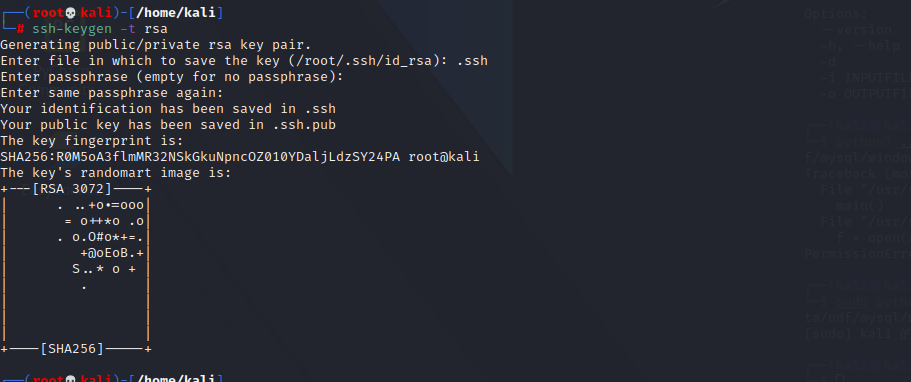 ┌──(root💀kali)-[/home/kali]
└─# ssh-keygen -t rsa
Generating public/private rsa key pair.
Enter file in which to save the key (/root/.ssh/id_rsa): .ssh
Enter passphrase (empty for no passphrase):
Enter same passphrase again:
Your identification has been saved in .ssh
Your public key has been saved in .ssh.pub
The key fingerprint is:
SHA256:R0M5oA3flmMR32NSkGkuNpncOZ010YDaljLdzSY24PA root@kali
The key's randomart image is:
+---[RSA 3072]----+
|      . ..+o*=ooo|
|       = o++*o .o|
|      . o.O#o*+=.|
|         +@oEoB.+|
|        S..* o + |
|         .       |
|                 |
|                 |
|                 |
+----[SHA256]-----+
┌──(root💀kali)-[/home/kali]
Options:
--version
-h, --help
-d
-i INPUTFIL
-o OUTPUTFIL
f/mysql/window
Traceback (mo
File "/usr/
main()
File "/usr/
f = open(
PermissionErr
ta/udf/mysql/
[sudo] kali